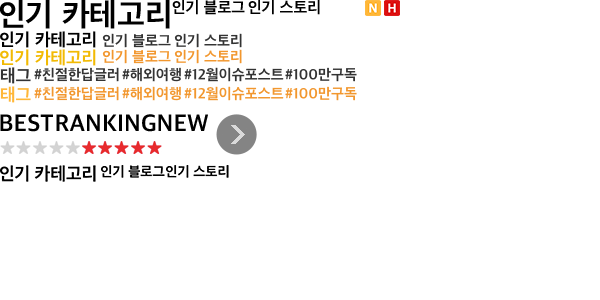 인기 카테고리 인기 블로그 인기 스토리 N H
인기 카테고리 인기 블로그 인기 스토리
인기 카테고리 인기 블로그 인기 스토리
태그 #친절한답글러 #해외여행 #12월이슈포스트 #100만구독
태그 #친절한답글러 #해외여행 #12월이슈포스트 #100만구독
BESTRANKINGNEW
인기 카테고리 인기 블로그인기 스토리